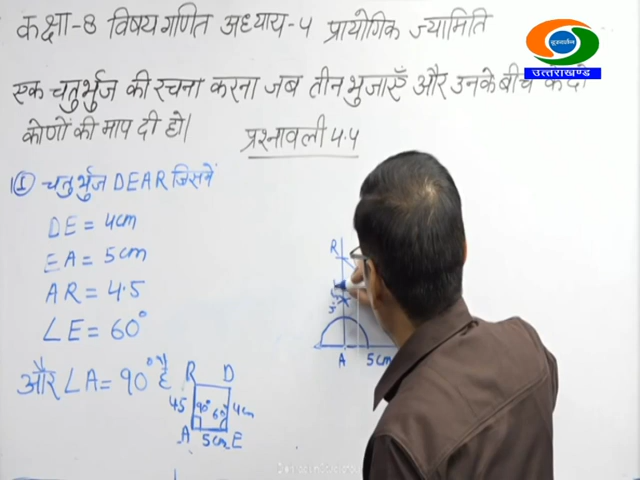 कक्षा-8 विषय गणित अध्याय-4 प्रायोगिक ज्यामिति
दूरदर्शन
उत्तराखण्ड
एक चतुर्भुज की रचना करना जब तीन भुजाएँ और उनके बीच के दो
कोणों की माप दी हो।
प्रश्नावली 4.4
1 ① चतुर्भुज DEAR जिसमें
DE = 4cm
EA = 5cm
AR = 4.5
∠E = 60°
और ∠A = 90° है
R D
4.5 90° 60° 4cm
A 5cm E
R
A 5cm